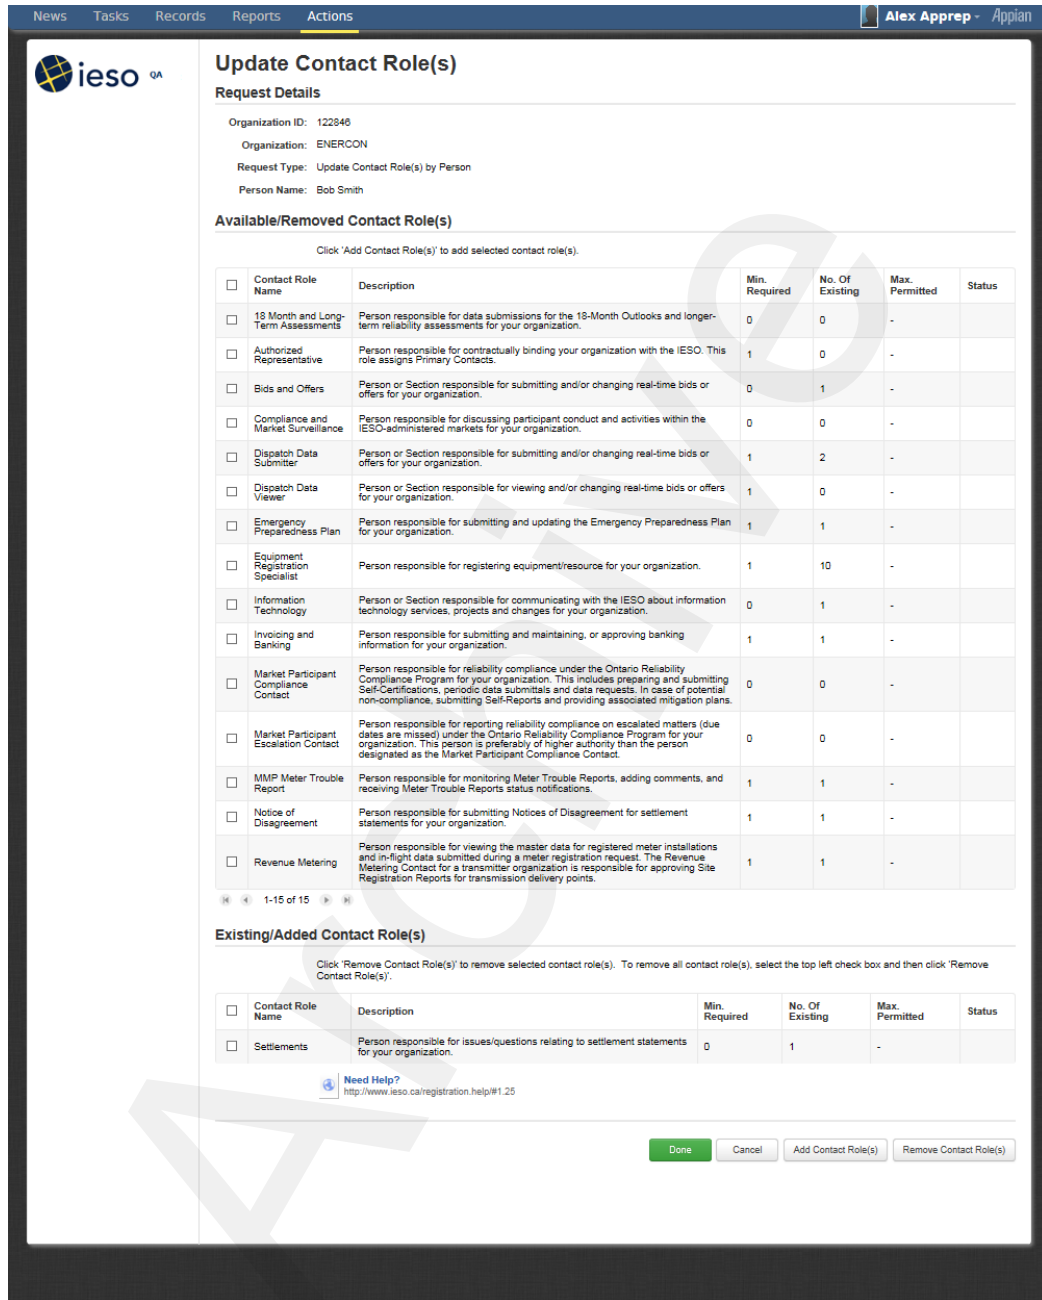 News Tasks Records Reports Actions Alex Apprep - Appian
ieso QA
Update Contact Role(s)
Request Details
Organization ID: 122846
Organization: ENERCON
Request Type: Update Contact Role(s) by Person
Person Name: Bob Smith
Available/Removed Contact Role(s)
Click 'Add Contact Role(s)' to add selected contact role(s).
Contact Role Name Description Min. Required No. Of Existing Max. Permitted Status
18 Month and Long-Term Assessments Person responsible for data submissions for the 18-Month Outlooks and longer-term reliability assessments for your organization. 0 0 -
Authorized Representative Person responsible for contractually binding your organization with the IESO. This role assigns Primary Contacts. 1 0 -
Bids and Offers Person or Section responsible for submitting and/or changing real-time bids or offers for your organization. 0 1 -
Compliance and Market Surveillance Person responsible for discussing participant conduct and activities within the IESO-administered markets for your organization. 0 0 -
Dispatch Data Submitter Person or Section responsible for submitting and/or changing real-time bids or offers for your organization. 1 2 -
Dispatch Data Viewer Person or Section responsible for viewing and/or changing real-time bids or offers for your organization. 1 0 -
Emergency Preparedness Plan Person responsible for submitting and updating the Emergency Preparedness Plan for your organization. 1 1 -
Equipment Registration Specialist Person responsible for registering equipment/resource for your organization. 1 10 -
Information Technology Person or Section responsible for communicating with the IESO about information technology services, projects and changes for your organization. 0 1 -
Invoicing and Banking Person responsible for submitting and maintaining, or approving banking information for your organization. 1 1 -
Market Participant Compliance Contact Person responsible for reliability compliance under the Ontario Reliability Compliance Program for your organization. This includes preparing and submitting Self-Certifications, periodic data submittals and data requests. In case of potential non-compliance, submitting Self-Reports and providing associated mitigation plans. 0 0 -
Market Participant Escalation Contact Person responsible for reporting reliability compliance on escalated matters (due dates are missed) under the Ontario Reliability Compliance Program for your organization. This person is preferably of higher authority than the person designated as the Market Participant Compliance Contact. 0 0 -
MMP Meter Trouble Report Person responsible for monitoring Meter Trouble Reports, adding comments, and receiving Meter Trouble Reports status notifications. 1 1 -
Notice of Disagreement Person responsible for submitting Notices of Disagreement for settlement statements for your organization. 1 1 -
Revenue Metering Person responsible for viewing the master data for registered meter installations and in-flight data submitted during a meter registration request. The Revenue Metering Contact for a transmitter organization is responsible for approving Site Registration Reports for transmission delivery points. 1 1 -
1-15 of 15
Existing/Added Contact Role(s)
Click 'Remove Contact Role(s)' to remove selected contact role(s). To remove all contact role(s), select the top left check box and then click 'Remove
Contact Role(s)'.
Contact Role Name Description Min. Required No. Of Existing Max. Permitted Status
Settlements Person responsible for issues/questions relating to settlement statements for your organization. 0 1 -
Need Help?
http://www.ieso.ca/registration.help/#1.25
Done Cancel Add Contact Role(s) Remove Contact Role(s)
Archive